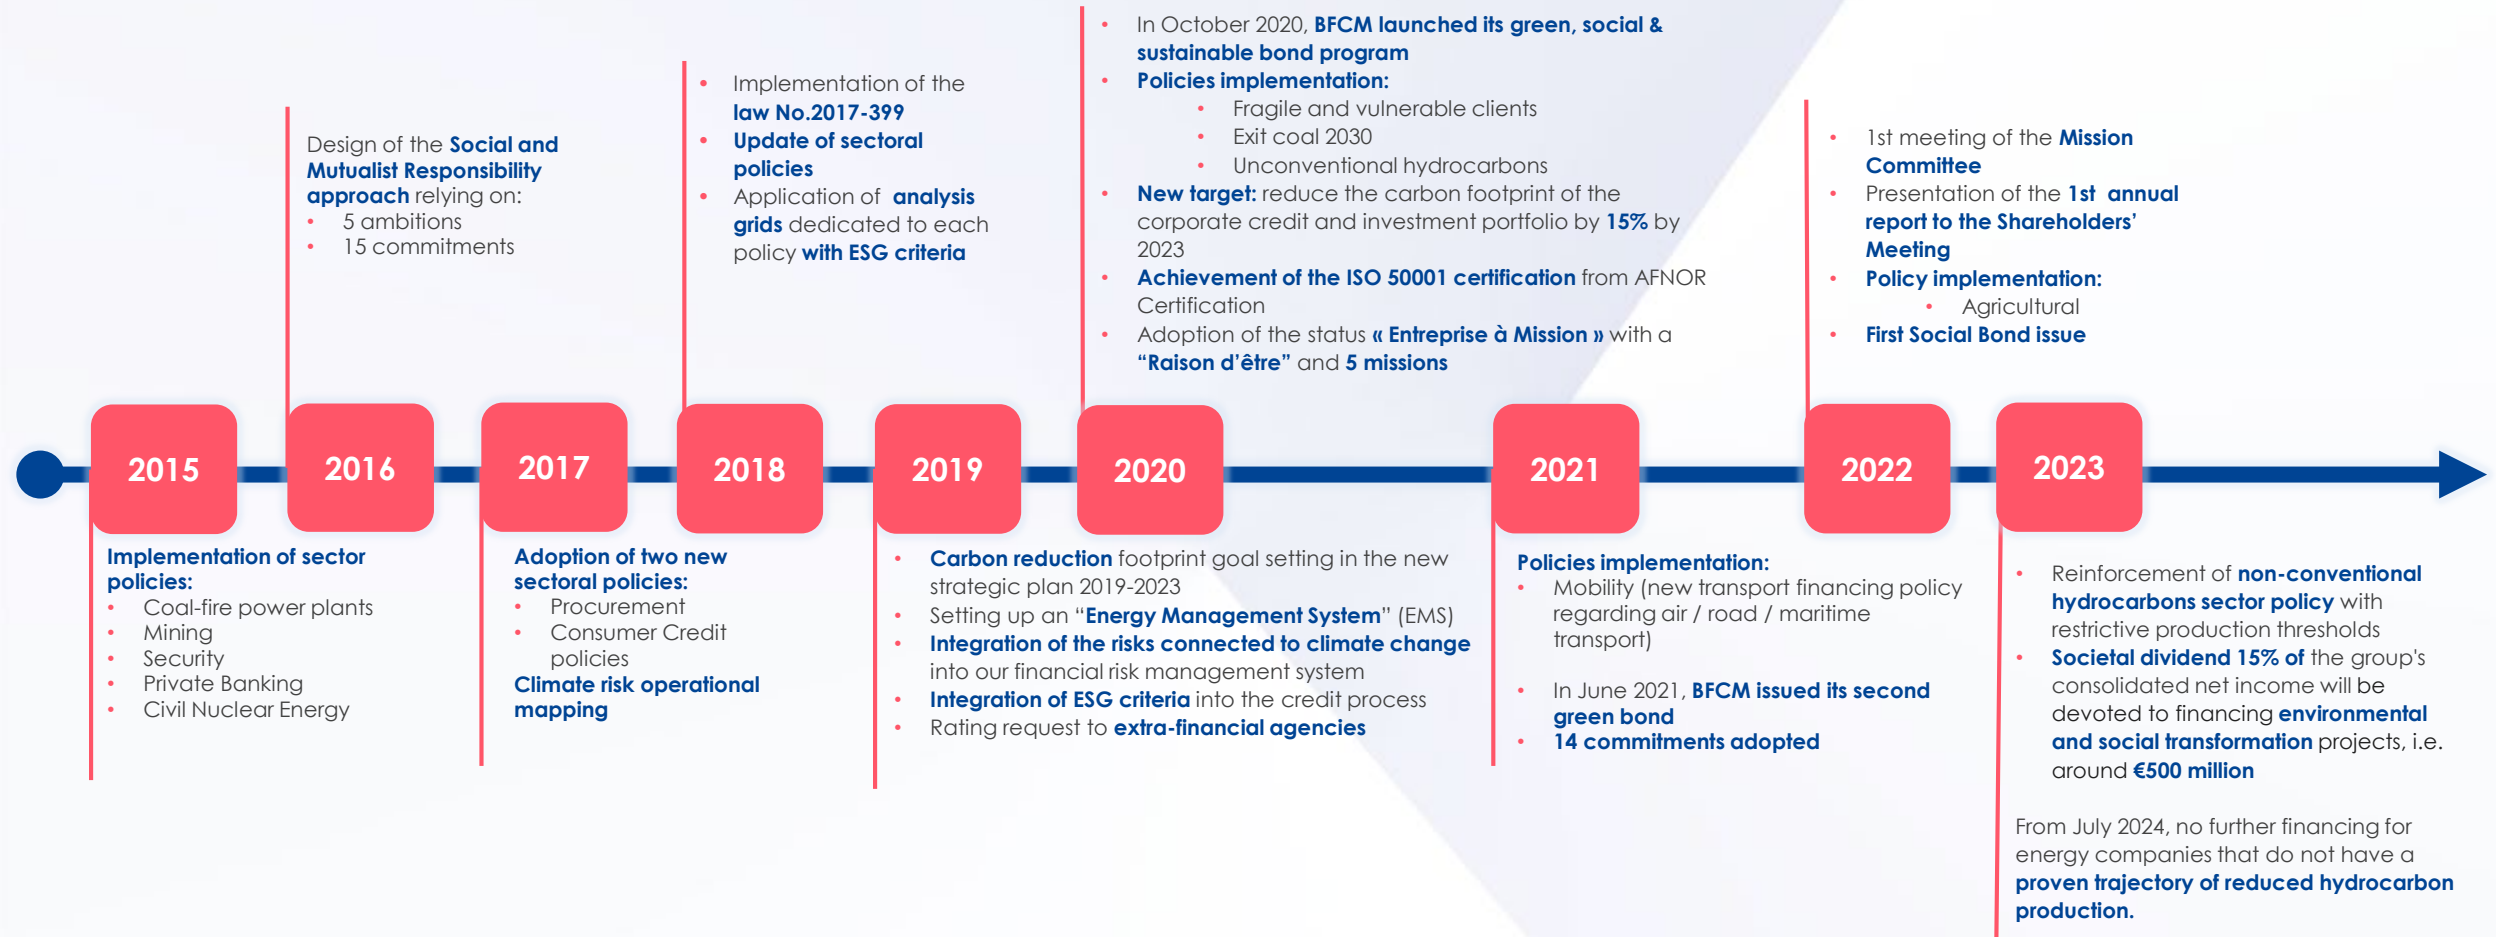 2015
Implementation of sector
policies:
• Coal-fire power plants
• Mining
• Security
• Private Banking
• Civil Nuclear Energy
Design of the Social and
Mutualist Responsibility
approach relying on:
• 5 ambitions
• 15 commitments
2016
2017
Adoption of two new
sectoral policies:
• Procurement
• Consumer Credit
policies
Climate risk operational
mapping
• Implementation of the
law No.2017-399
• Update of sectoral
policies
• Application of analysis
grids dedicated to each
policy with ESG criteria
2018
2019
• Carbon reduction footprint goal setting in the new
strategic plan 2019-2023
• Setting up an “Energy Management System” (EMS)
• Integration of the risks connected to climate change
into our financial risk management system
• Integration of ESG criteria into the credit process
• Rating request to extra-financial agencies
• In October 2020, BFCM launched its green, social &
sustainable bond program
• Policies implementation:
• Fragile and vulnerable clients
• Exit coal 2030
• Unconventional hydrocarbons
• New target: reduce the carbon footprint of the
corporate credit and investment portfolio by 15% by
2023
• Achievement of the ISO 50001 certification from AFNOR
Certification
• Adoption of the status « Entreprise à Mission » with a
“Raison d’être” and 5 missions
2020
2021
Policies implementation:
• Mobility (new transport financing policy
regarding air / road / maritime
transport)
• In June 2021, BFCM issued its second
green bond
• 14 commitments adopted
• 1st meeting of the Mission
Committee
• Presentation of the 1st annual
report to the Shareholders’
Meeting
• Policy implementation:
• Agricultural
• First Social Bond issue
2022
2023
• Reinforcement of non-conventional
hydrocarbons sector policy with
restrictive production thresholds
• Societal dividend 15% of the group's
consolidated net income will be
devoted to financing environmental
and social transformation projects, i.e.
around €500 million
From July 2024, no further financing for
energy companies that do not have a
proven trajectory of reduced hydrocarbon
production.